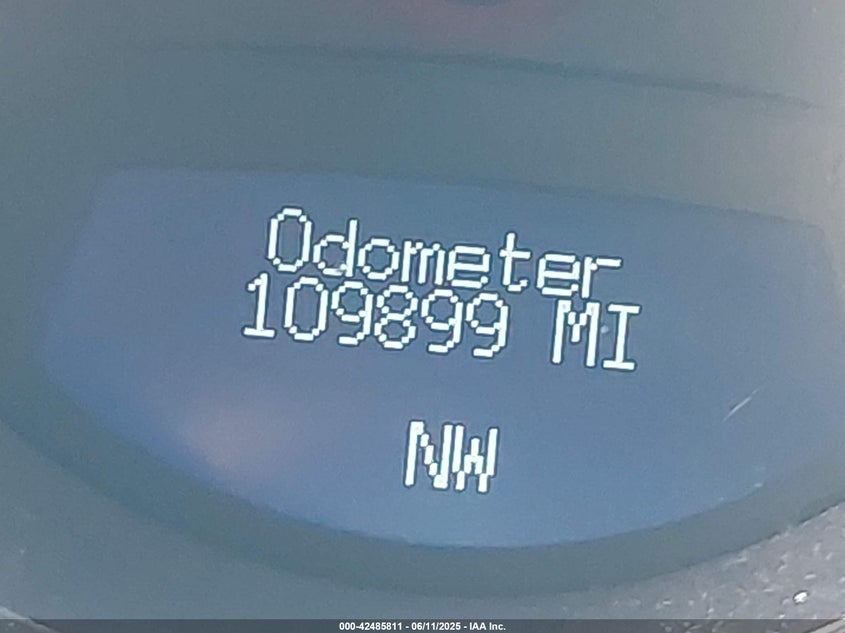 Odometer
109899 MI
NW
000-42485811 - 06/11/2025 - IAA Inc.